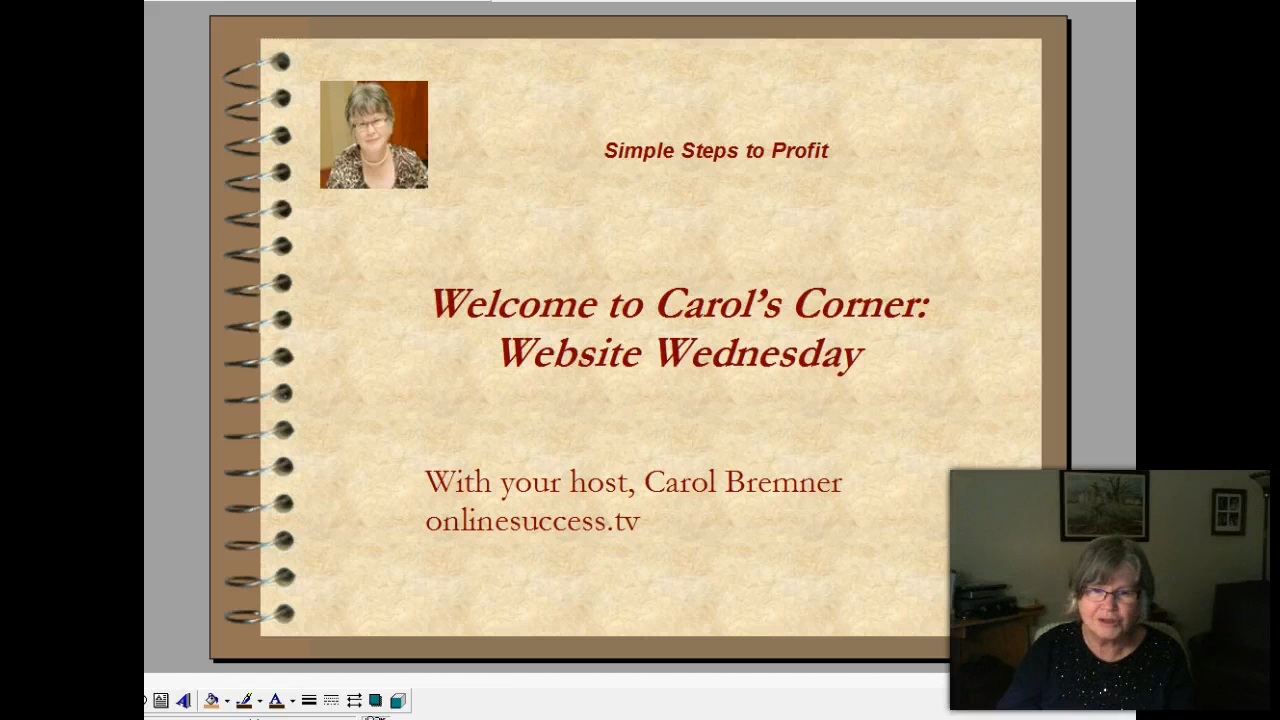 Simple Steps to Profit
Welcome to Carol's Corner:
Website Wednesday
With your host, Carol Bremner
onlinesuccess.tv